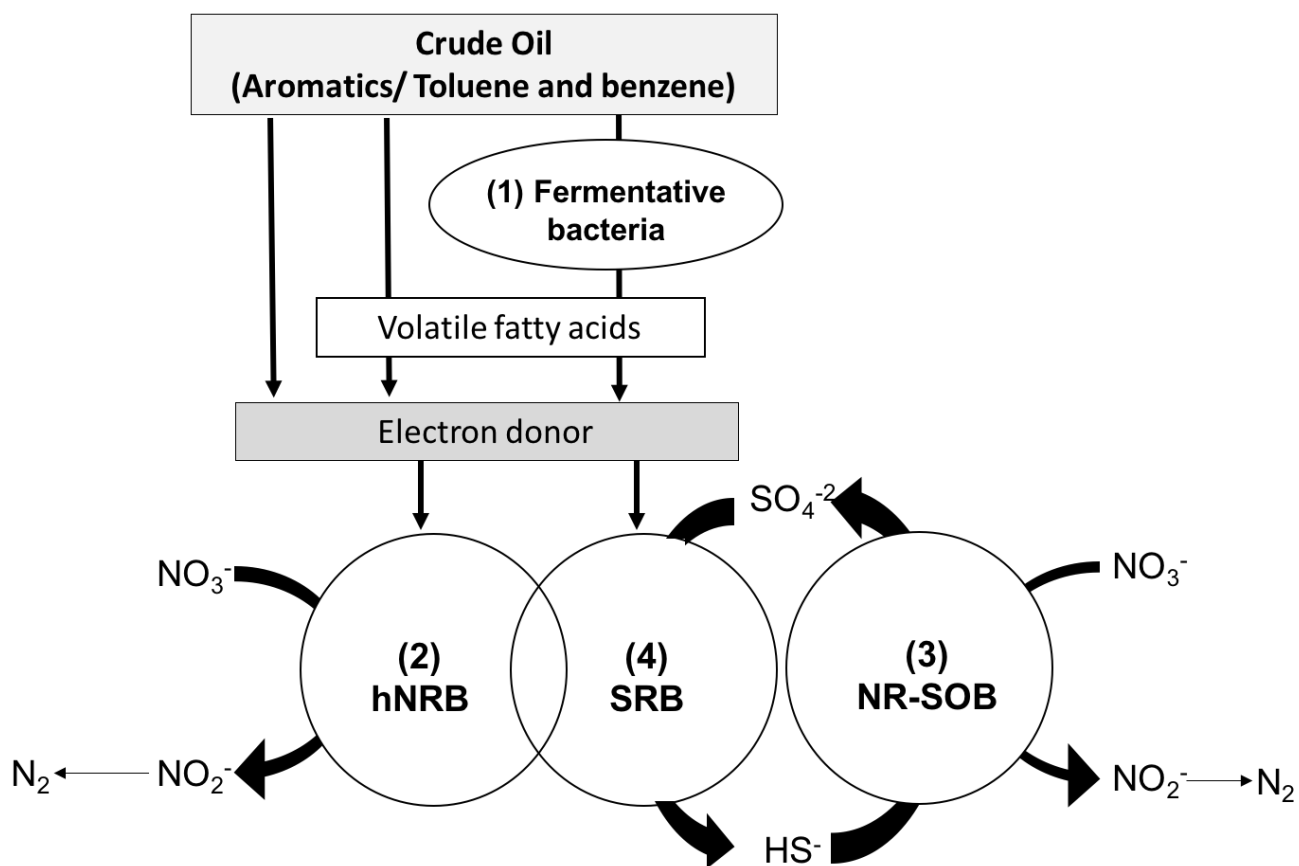 Crude Oil
(Aromatics/ Toluene and benzene)
(1) Fermentative
bacteria
Volatile fatty acids
Electron donor
SO₄⁻²
NO₃⁻
NO₃⁻
(2)
hNRB
(4)
SRB
(3)
NR-SOB
N₂
NO₂⁻
NO₂⁻
N₂
HS⁻